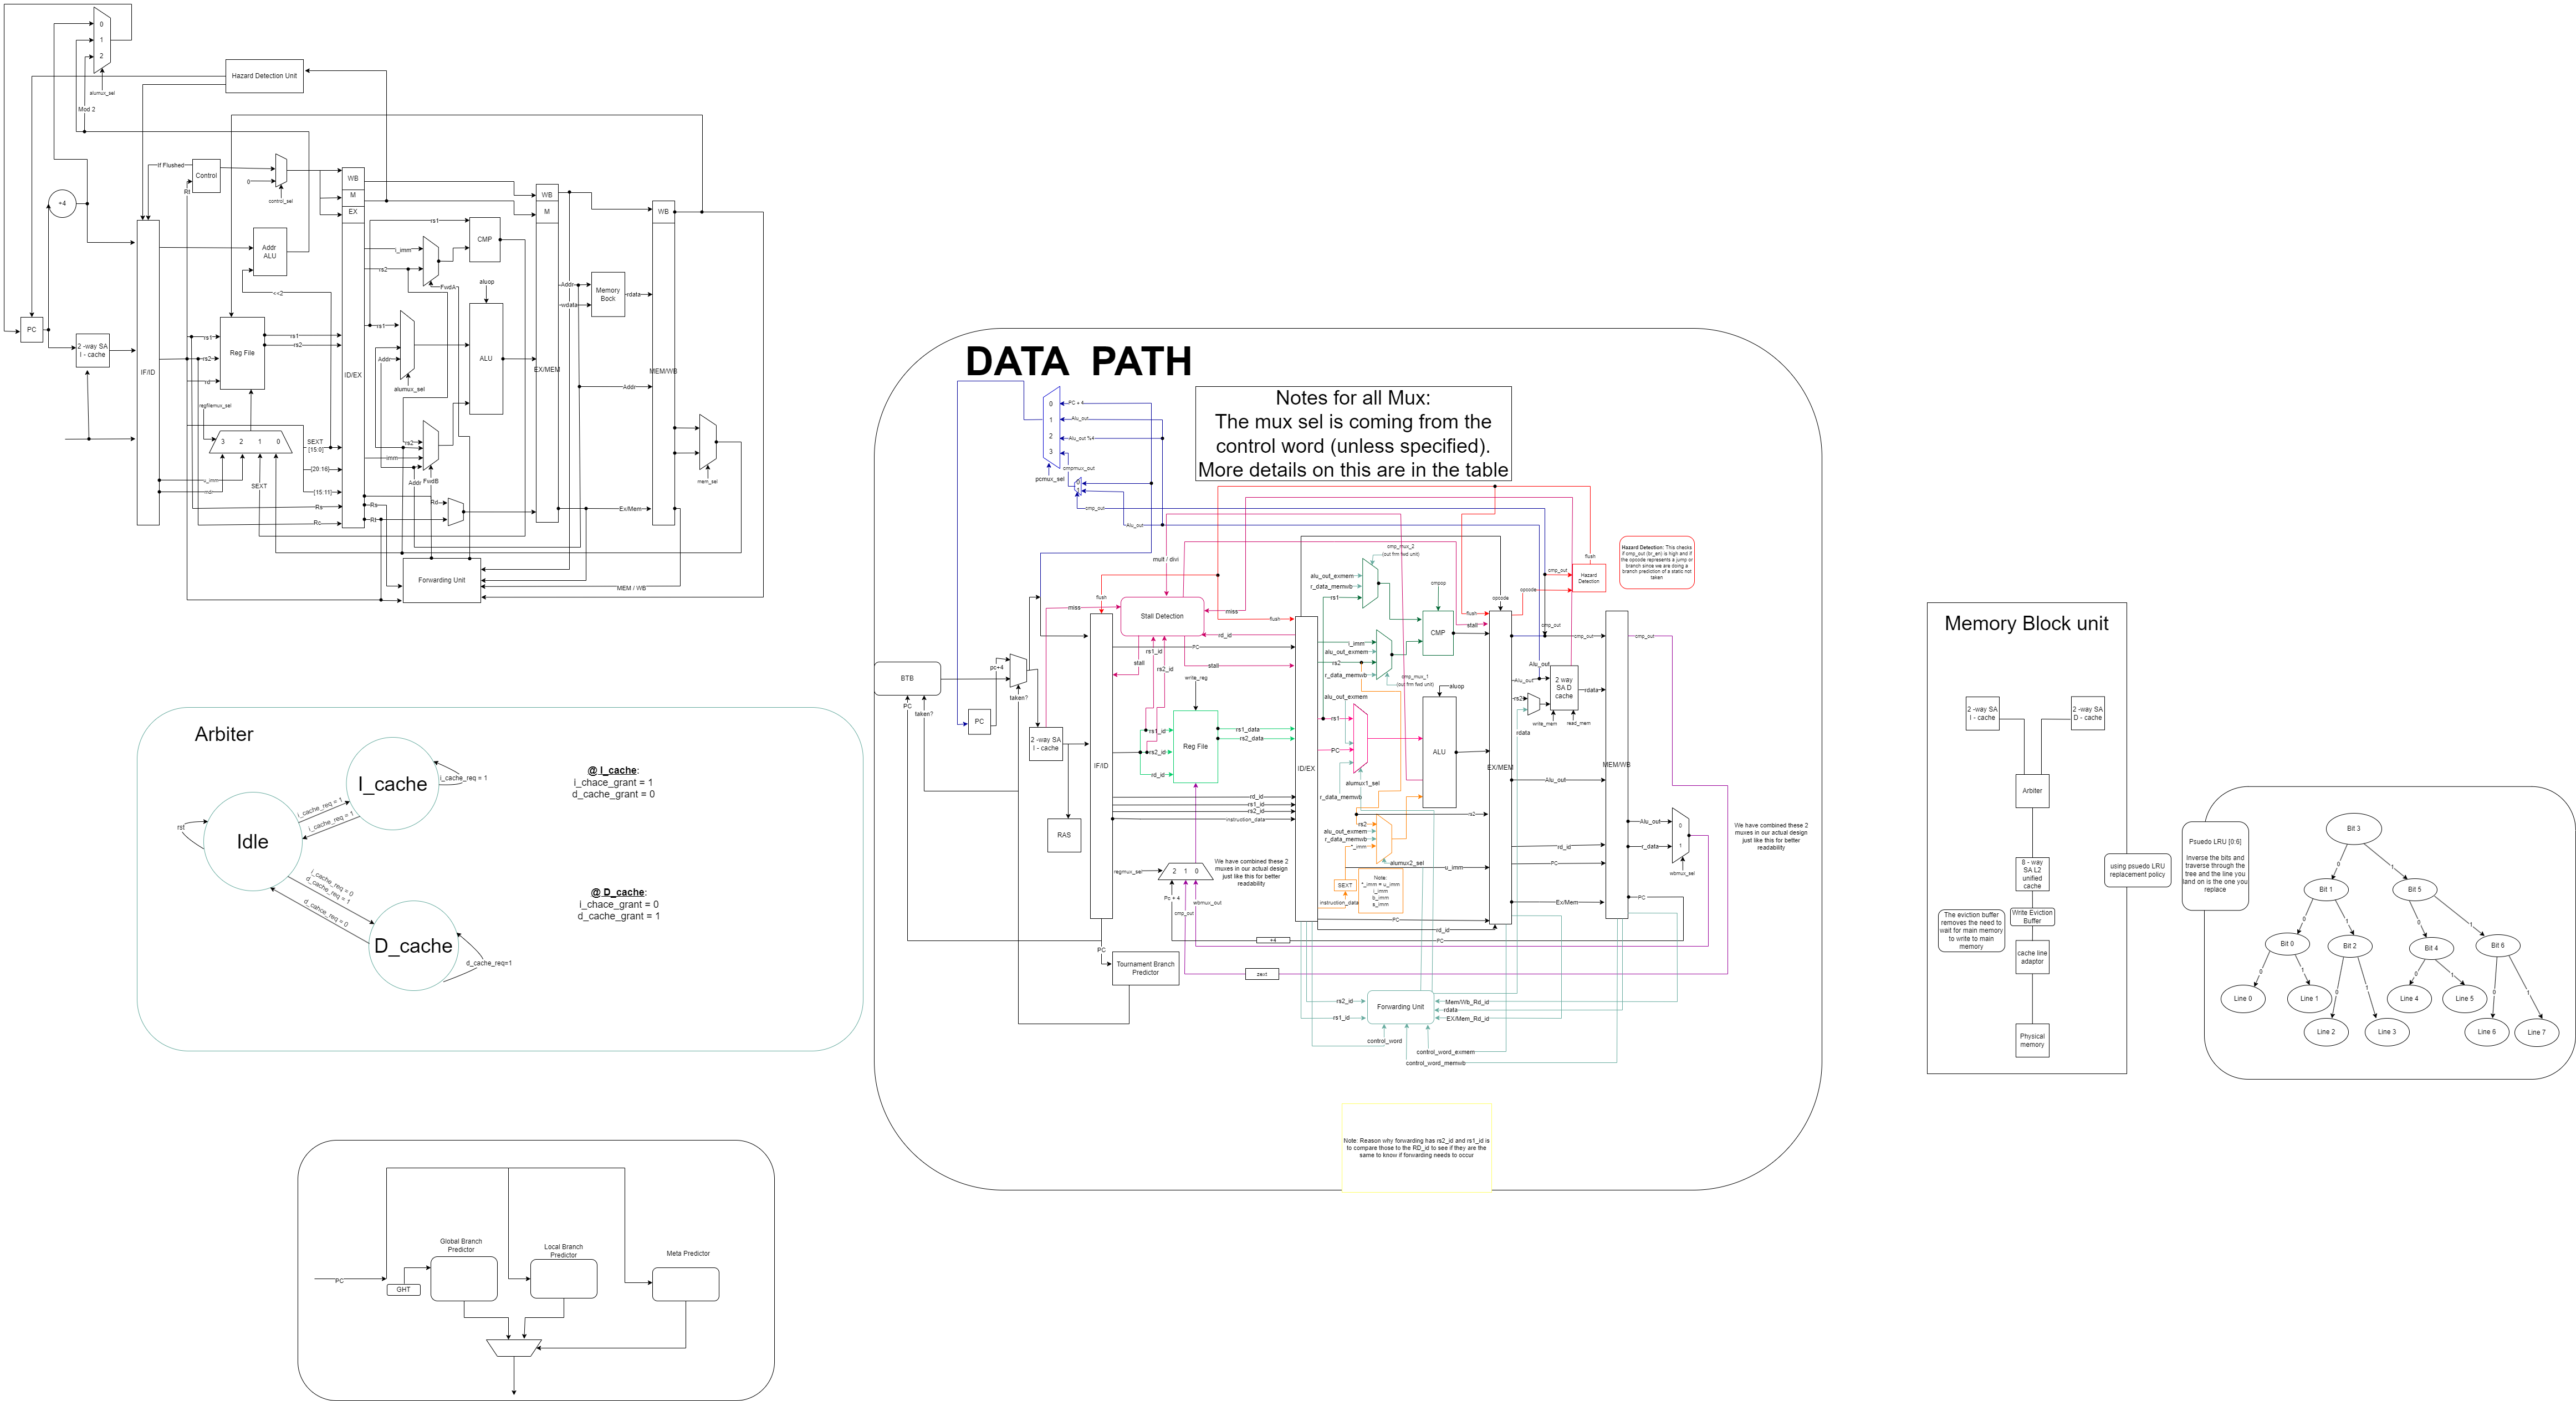 0
1
2
alumux_sel
Mod 2
Hazard Detection Unit
If Flushed
Control
Rt
0
control_sel
+4
WB
M
EX
WB
M
WB
Addr
ALU
<<2
rs1
CMP
i_imm
rs2
FwdA
aluop
Addr
wdata
Memory
Bock
rdata
PC
2 -way SA
I - cache
IF/ID
rs1
rs2
rd
Reg File
rs1
rs2
ID/EX
rs1
Addr
alumux_sel
ALU
EX/MEM
MEM/WB
Addr
regfilemux_sel
3 2 1 0
SEXT
[15:0]
[20:16]
[15:11]
u_imm
SEXT
Rs
Rc
rs2
imm
Addr
FwdB
Rd
Rs
Rt
Ex/Mem
mem_sel
Forwarding Unit
MEM / WB
Arbiter
I_cache
i_cache_req = 1
i_cache_req = 1
i_cache_req = 1
rst
Idle
i_cache_req = 0
d_cache_req = 1
d_cahce_req = 0
D_cache
d_cache_req=1
@ I_cache:
i_chace_grant = 1
d_cache_grant = 0
@ D_cache:
i_chace_grant = 0
d_cache_grant = 1
PC
GHT
Global Branch
Predictor
Local Branch
Predictor
Meta Predictor
DATA PATH
Notes for all Mux:
The mux sel is coming from the
control word (unless specified).
More details on this are in the table
0
1
2
3
PC + 4
Alu_out
Alu_out %4
cmpmux_out
pcmux_sel
0
1
cmp_out
Alu_out
mult / divi
cmp_mux_2
(out frm fwd unit)
flush
cmp_out
Hazard
Detection
opcode
Hazard Detection: This checks
if cmp_out (br_en) is high and if
the opcode represents a jump or
branch since we are doing a
branch prediction of a static not
taken
alu_out_exmem
r_data_memwb
rs1
cmpop
opcode
flush
stall
flush
miss
Stall Detection
miss
flush
rd_id
PC
stall
rs1_id
rs2_id
stall
i_imm
alu_out_exmem
rs2
r_data_memwb
CMP
cmp_mux_1
(out frm fwd unit)
cmp_out
cmp_out
cmp_out
BTB
PC
taken?
pc+4
taken?
PC
2 -way SA
I - cache
RAS
IF/ID
write_reg
rs1_id
rs2_id
rd_id
Reg File
rs1_data
rs2_data
ID/EX
alu_out_exmem
rs1
PC
r_data_memwb
alumux1_sel
aluop
ALU
EX/MEM
Alu_out
Alu_out
rs2
2 way
SA D
cache
rdata
write_mem
read_mem
rdata
MEM/WB
Alu_out
rd_id
rs1_id
rs2_id
instruction_data
rs2
alu_out_exmem
r_data_memwb
*_imm
alumux2_sel
rs2
u_imm
SEXT
instruction_data
Note:
*_imm = u_imm
i_imm
b_imm
s_imm
PC
rd_id
rd_id
PC
Ex/Mem
Alu_out
r_data
0
1
wbmux_sel
PC
We have combined these 2
muxes in our actual design
just like this for better
readability
regmux_sel
2 1 0
Pc + 4
cmp_out
wbmux_out
We have combined these 2
muxes in our actual design
just like this for better
readability
+4
PC
zext
PC
Tournament Branch
Predictor
rs2_id
rs1_id
Forwarding Unit
Mem/Wb_Rd_id
rdata
EX/Mem_Rd_id
control_word
control_word_exmem
control_word_memwb
Note: Reason why forwarding has rs2_id and rs1_id is
to compare those to the RD_id to see if they are the
same to know if forwarding needs to occur
Memory Block unit
2 -way SA
I - cache
2 -way SA
D - cache
Arbiter
8 - way
SA L2
unified
cache
Write Eviction
Buffer
The eviction buffer
removes the need to
wait for main memory
to write to main
memory
cache line
adaptor
Physical
memory
using psuedo LRU
replacement policy
Psuedo LRU [0:6]
Inverse the bits and
traverse through the
tree and the line you
land on is the one you
replace
Bit 3
0
1
Bit 1
Bit 5
0
1
0
1
Bit 0
Bit 2
Bit 4
Bit 6
0
1
0
1
0
1
0
1
Line 0
Line 1
Line 4
Line 5
Line 2
Line 3
Line 6
Line 7